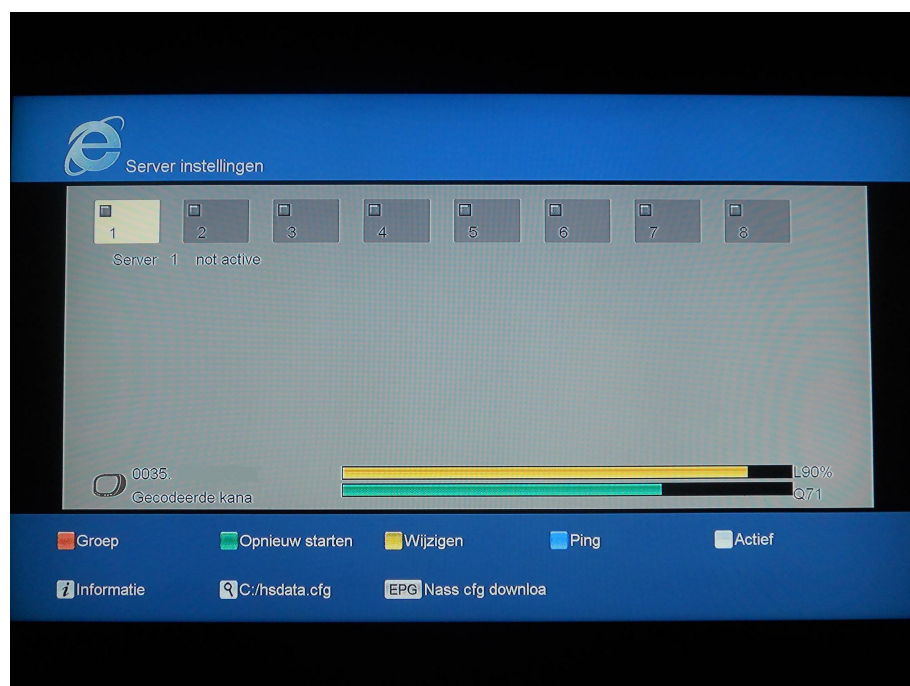 Server instellingen
1 2 3 4 5 6 7 8
Server 1 not active
0035.
L90%
Gecodeerde kana
Q71
Groep Opnieuw starten Wijzigen Ping Actief
i Informatie C:/hsdata.cfg EPG Nass cfg downloa